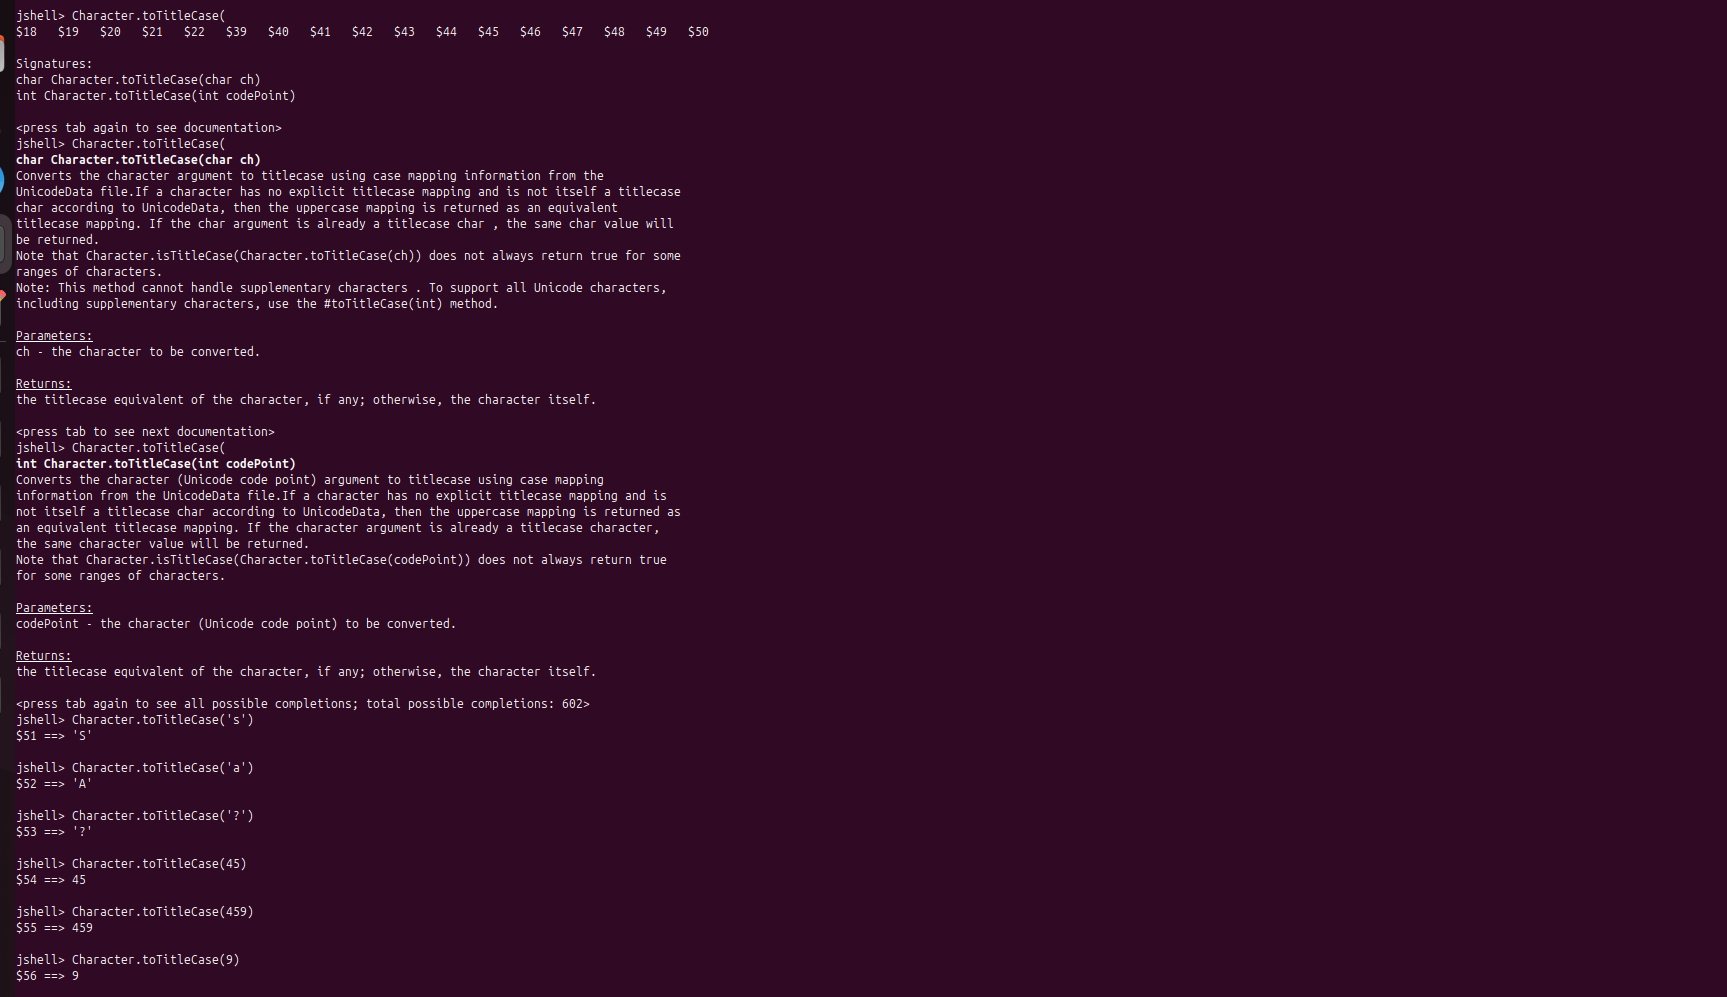 jshell> Character.toTitleCase(
$18   $19   $20   $21   $22   $39   $40   $41   $42   $43   $44   $45   $46   $47   $48   $49   $50
Signatures:
char Character.toTitleCase(char ch)
int Character.toTitleCase(int codePoint)
<press tab again to see documentation>
jshell> Character.toTitleCase(
char Character.toTitleCase(char ch)
Converts the character argument to titlecase using case mapping information from the
UnicodeData file.If a character has no explicit titlecase mapping and is not itself a titlecase
char according to UnicodeData, then the uppercase mapping is returned as an equivalent
titlecase mapping. If the char argument is already a titlecase char , the same char value will
be returned.
Note that Character.isTitleCase(Character.toTitleCase(ch)) does not always return true for some
ranges of characters.
Note: This method cannot handle supplementary characters . To support all Unicode characters,
including supplementary characters, use the #toTitleCase(int) method.
Parameters:
ch - the character to be converted.
Returns:
the titlecase equivalent of the character, if any; otherwise, the character itself.
<press tab to see next documentation>
jshell> Character.toTitleCase(
int Character.toTitleCase(int codePoint)
Converts the character (Unicode code point) argument to titlecase using case mapping
information from the UnicodeData file.If a character has no explicit titlecase mapping and is
not itself a titlecase char according to UnicodeData, then the uppercase mapping is returned as
an equivalent titlecase mapping. If the character argument is already a titlecase character,
the same character value will be returned.
Note that Character.isTitleCase(Character.toTitleCase(codePoint)) does not always return true
for some ranges of characters.
Parameters:
codePoint - the character (Unicode code point) to be converted.
Returns:
the titlecase equivalent of the character, if any; otherwise, the character itself.
<press tab again to see all possible completions; total possible completions: 602>
jshell> Character.toTitleCase('s')
$51 ==> 'S'
jshell> Character.toTitleCase('a')
$52 ==> 'A'
jshell> Character.toTitleCase('?')
$53 ==> '?'
jshell> Character.toTitleCase(45)
$54 ==> 45
jshell> Character.toTitleCase(459)
$55 ==> 459
jshell> Character.toTitleCase(9)
$56 ==> 9